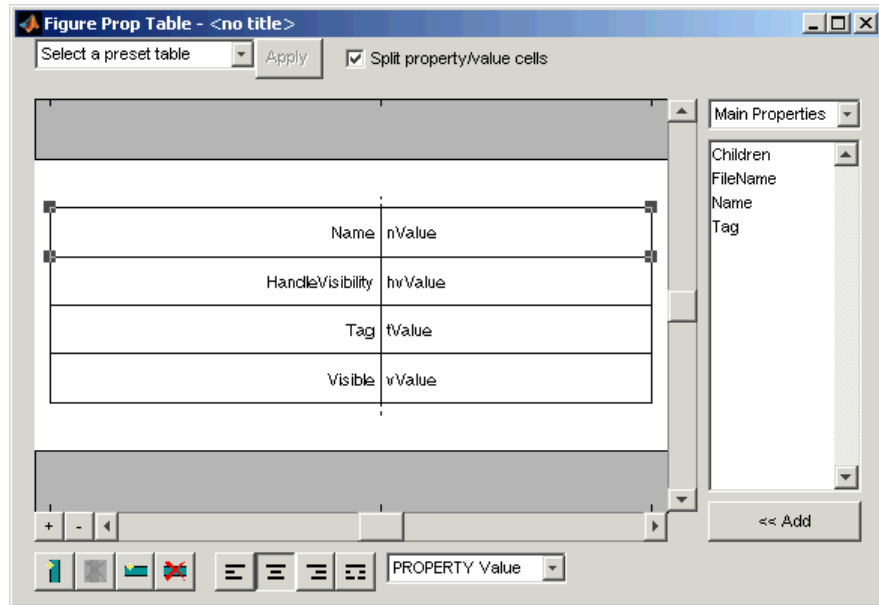 Figure Prop Table - <no title>
Select a preset table
Apply
Split property/value cells
Main Properties
Children
FileName
Name
Tag
Name nValue
HandleVisibility hvValue
Tag tValue
Visible vValue
+ -
<< Add
PROPERTY Value